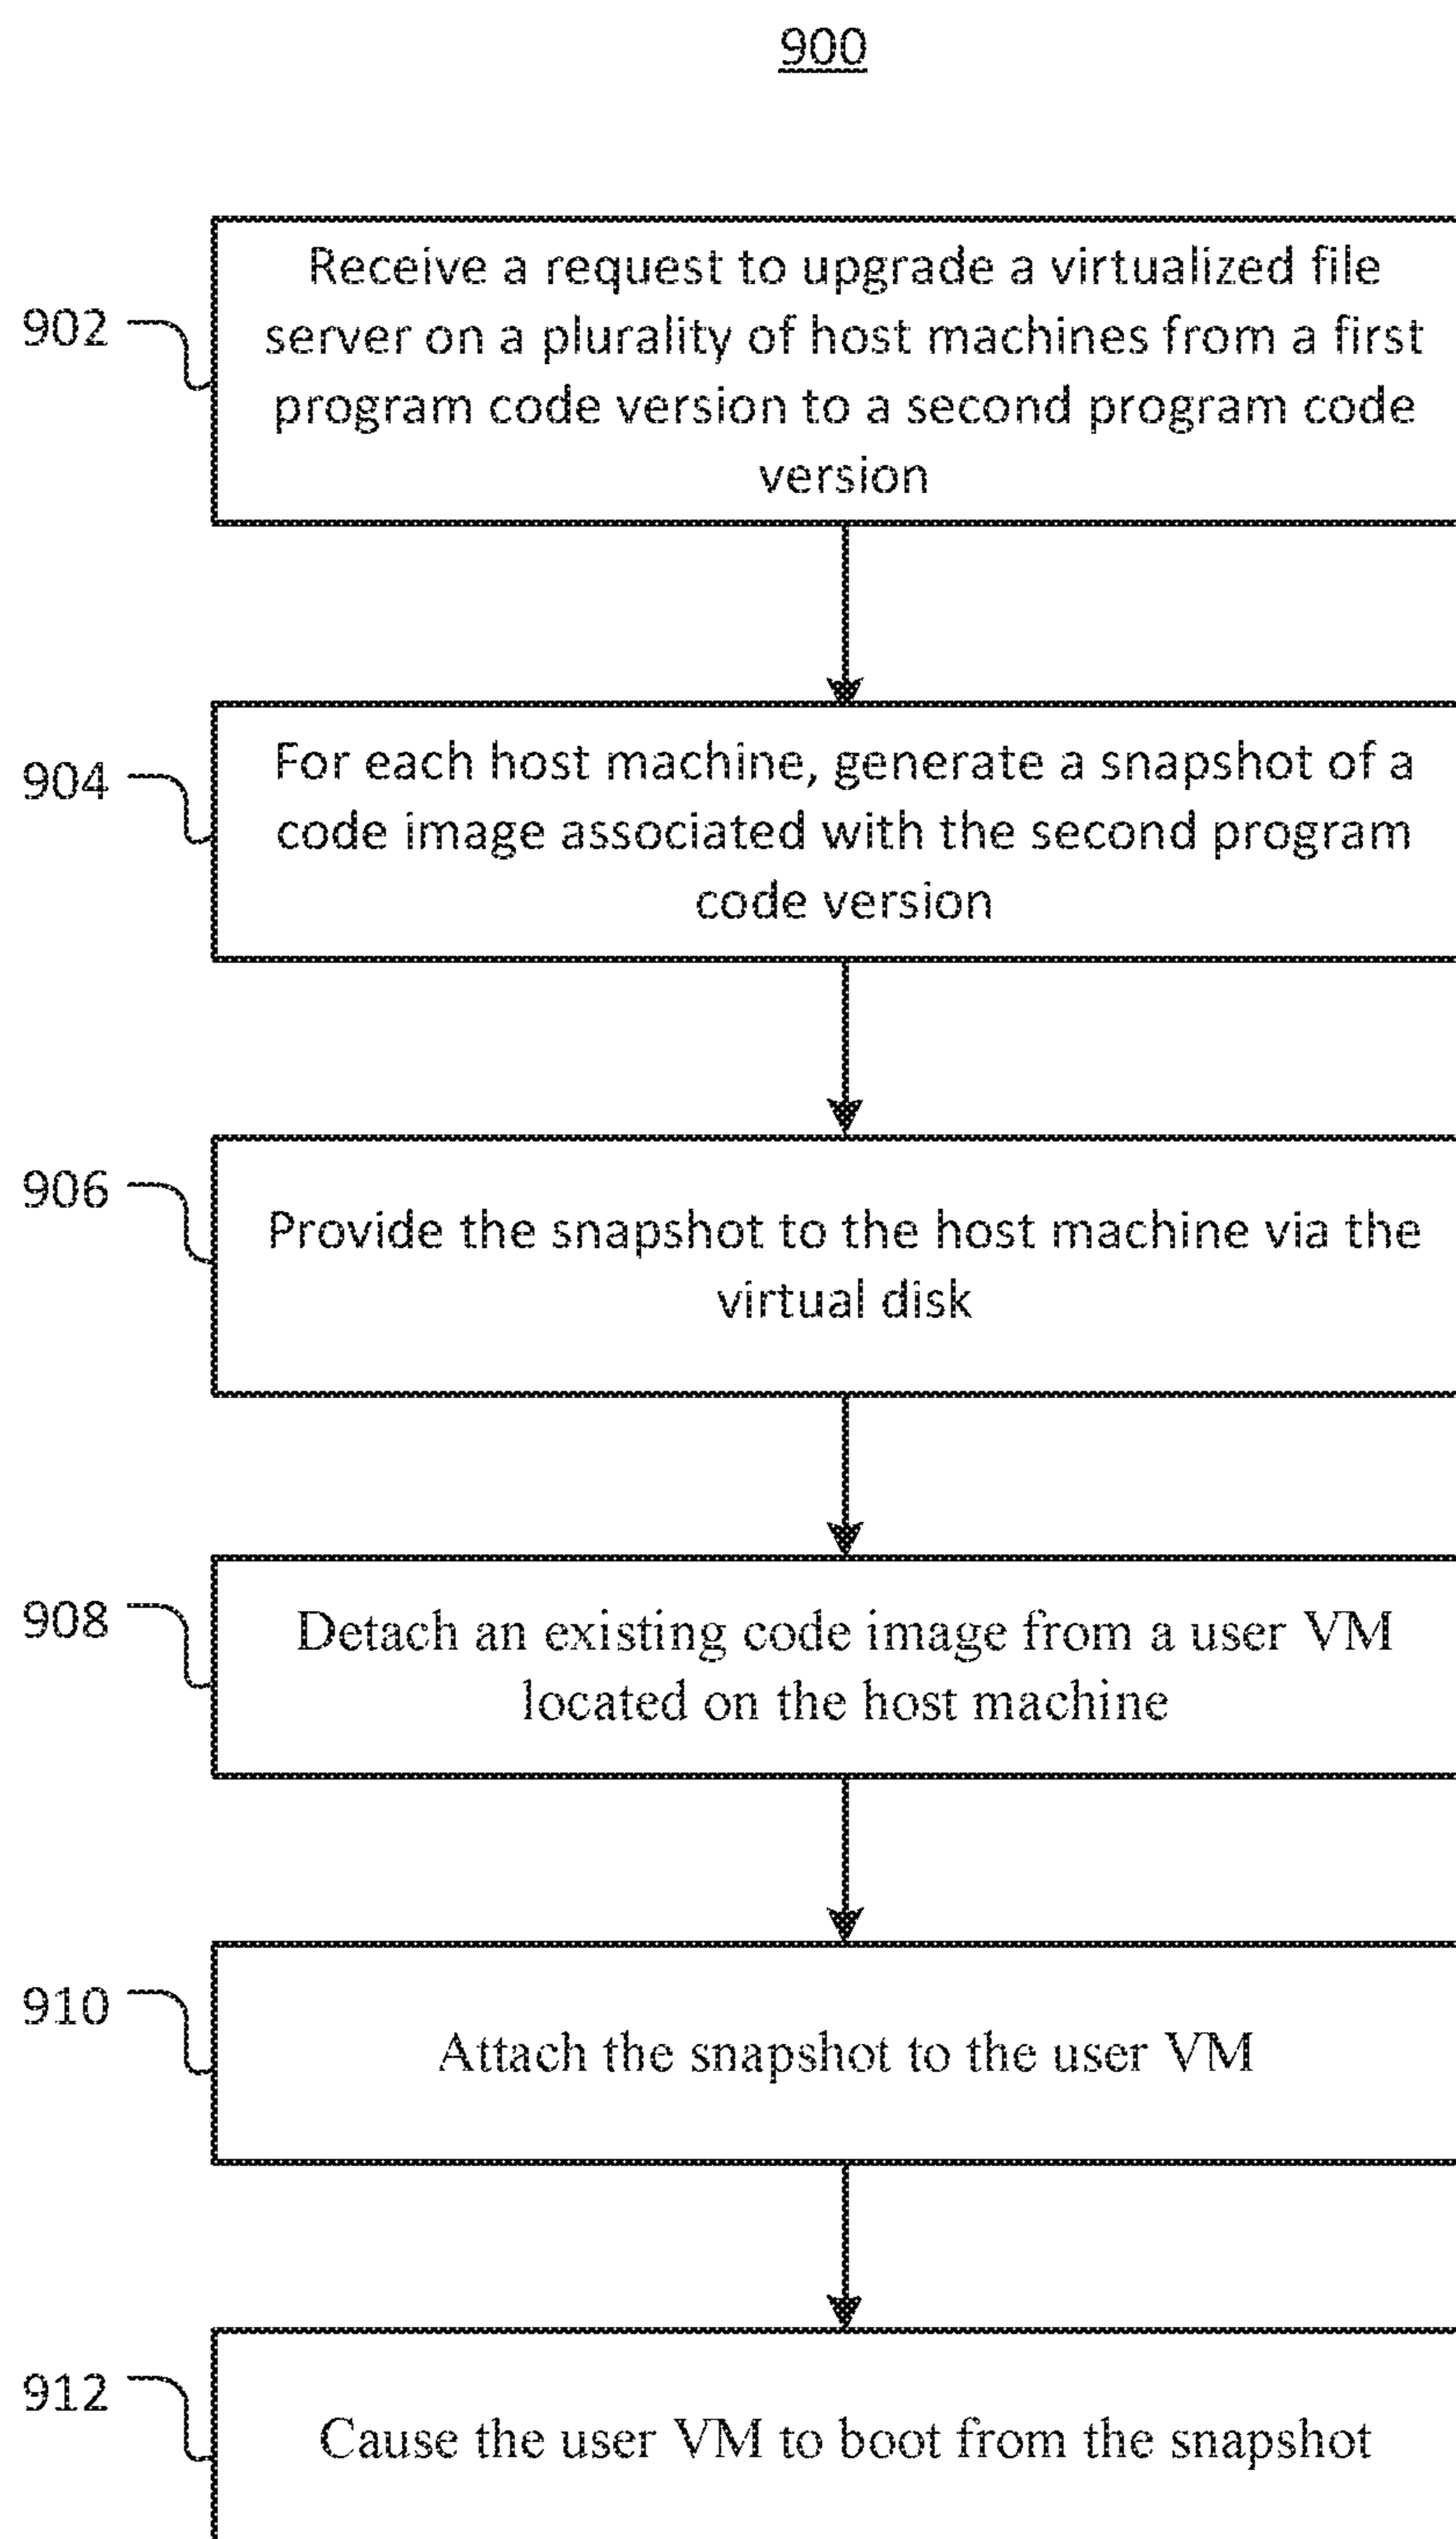 900
902
Receive a request to upgrade a virtualized file
server on a plurality of host machines from a first
program code version to a second program code
version
904
For each host machine, generate a snapshot of a
code image associated with the second program
code version
906
Provide the snapshot to the host machine via the
virtual disk
908
Detach an existing code image from a user VM
located on the host machine
910
Attach the snapshot to the user VM
912
Cause the user VM to boot from the snapshot